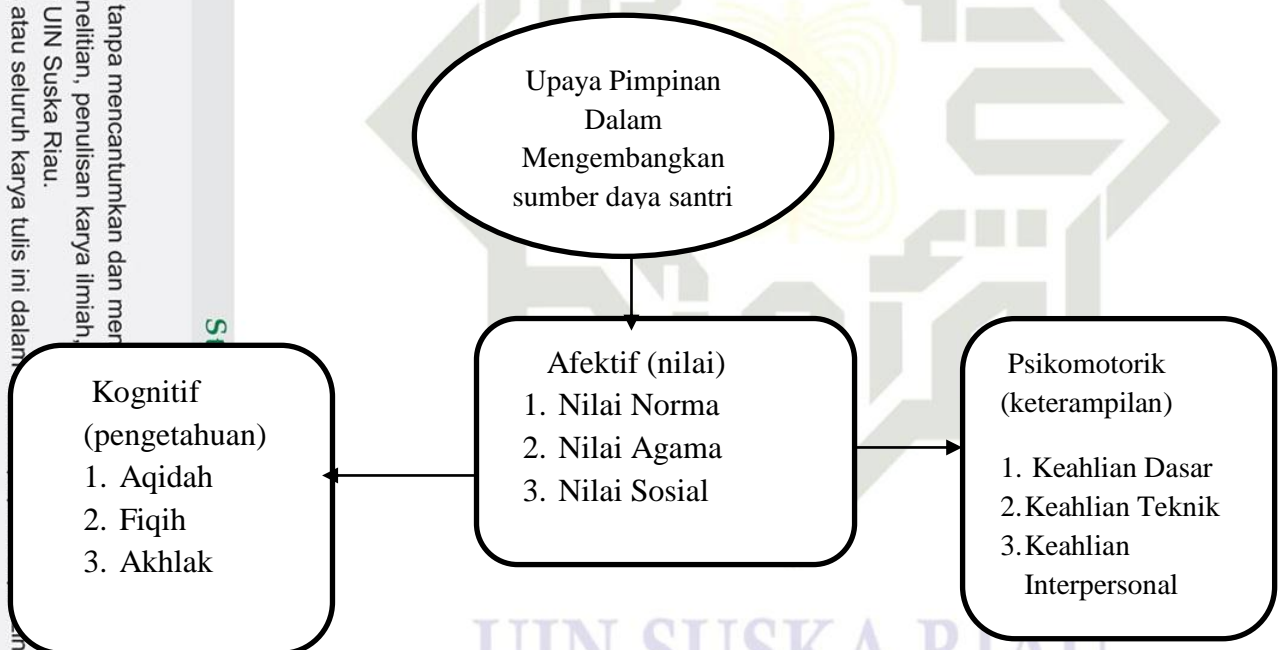 Upaya Pimpinan
Dalam
Mengembangkan
sumber daya santri
Kognitif
(pengetahuan)
1. Aqidah
2. Fiqih
3. Akhlak
Afektif (nilai)
1. Nilai Norma
2. Nilai Agama
3. Nilai Sosial
Psikomotorik
(keterampilan)
1. Keahlian Dasar
2. Keahlian Teknik
3. Keahlian
Interpersonal
tanpa mencantumkan dan
penulisan karya ilmiah,
UIN Suska Riau.
atau seluruh karya tulis ini dalam
UIN SUSKA RIAU